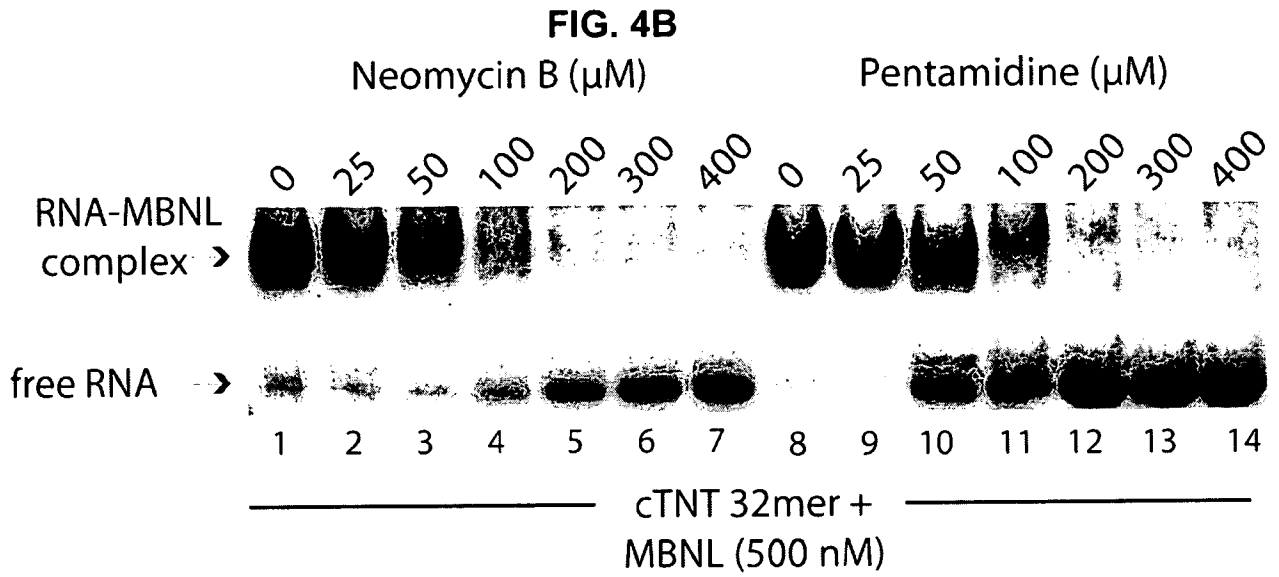 FIG. 4B
Neomycin B (μM) Pentamidine (μM)
0 25 50 100 200 300 400 0 25 50 100 200 300 400
RNA-MBNL
complex
free RNA
1 2 3 4 5 6 7 8 9 10 11 12 13 14
cTNT 32mer +
MBNL (500 nM)